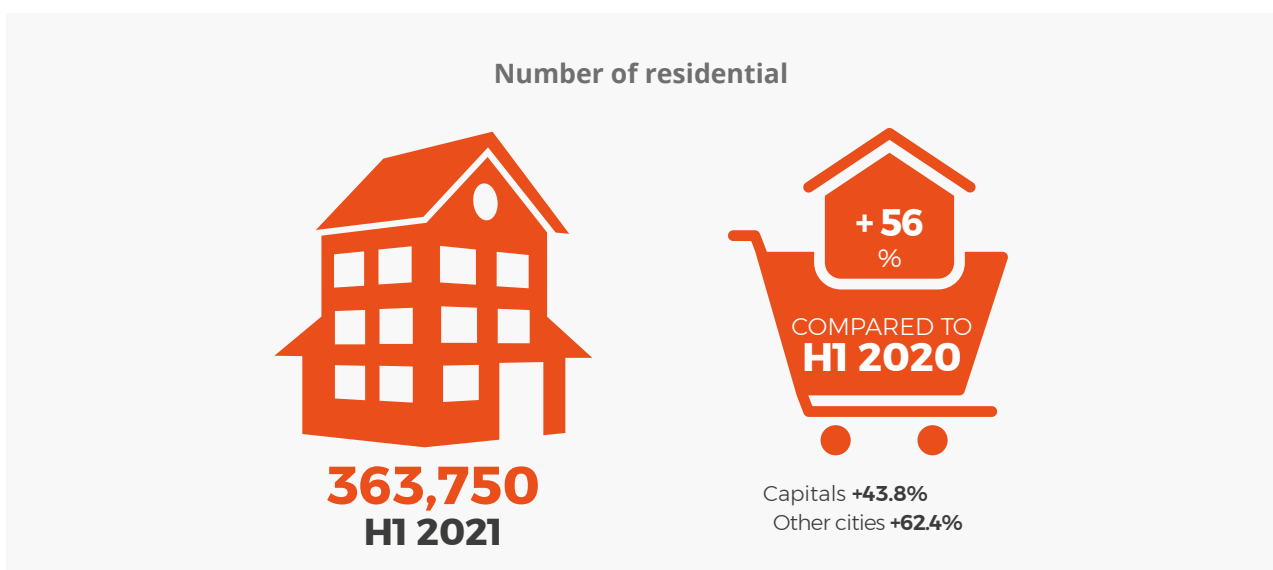 Number of residential
363,750
H1 2021
+ 56
%
COMPARED TO
H1 2020
Capitals +43.8%
Other cities +62.4%